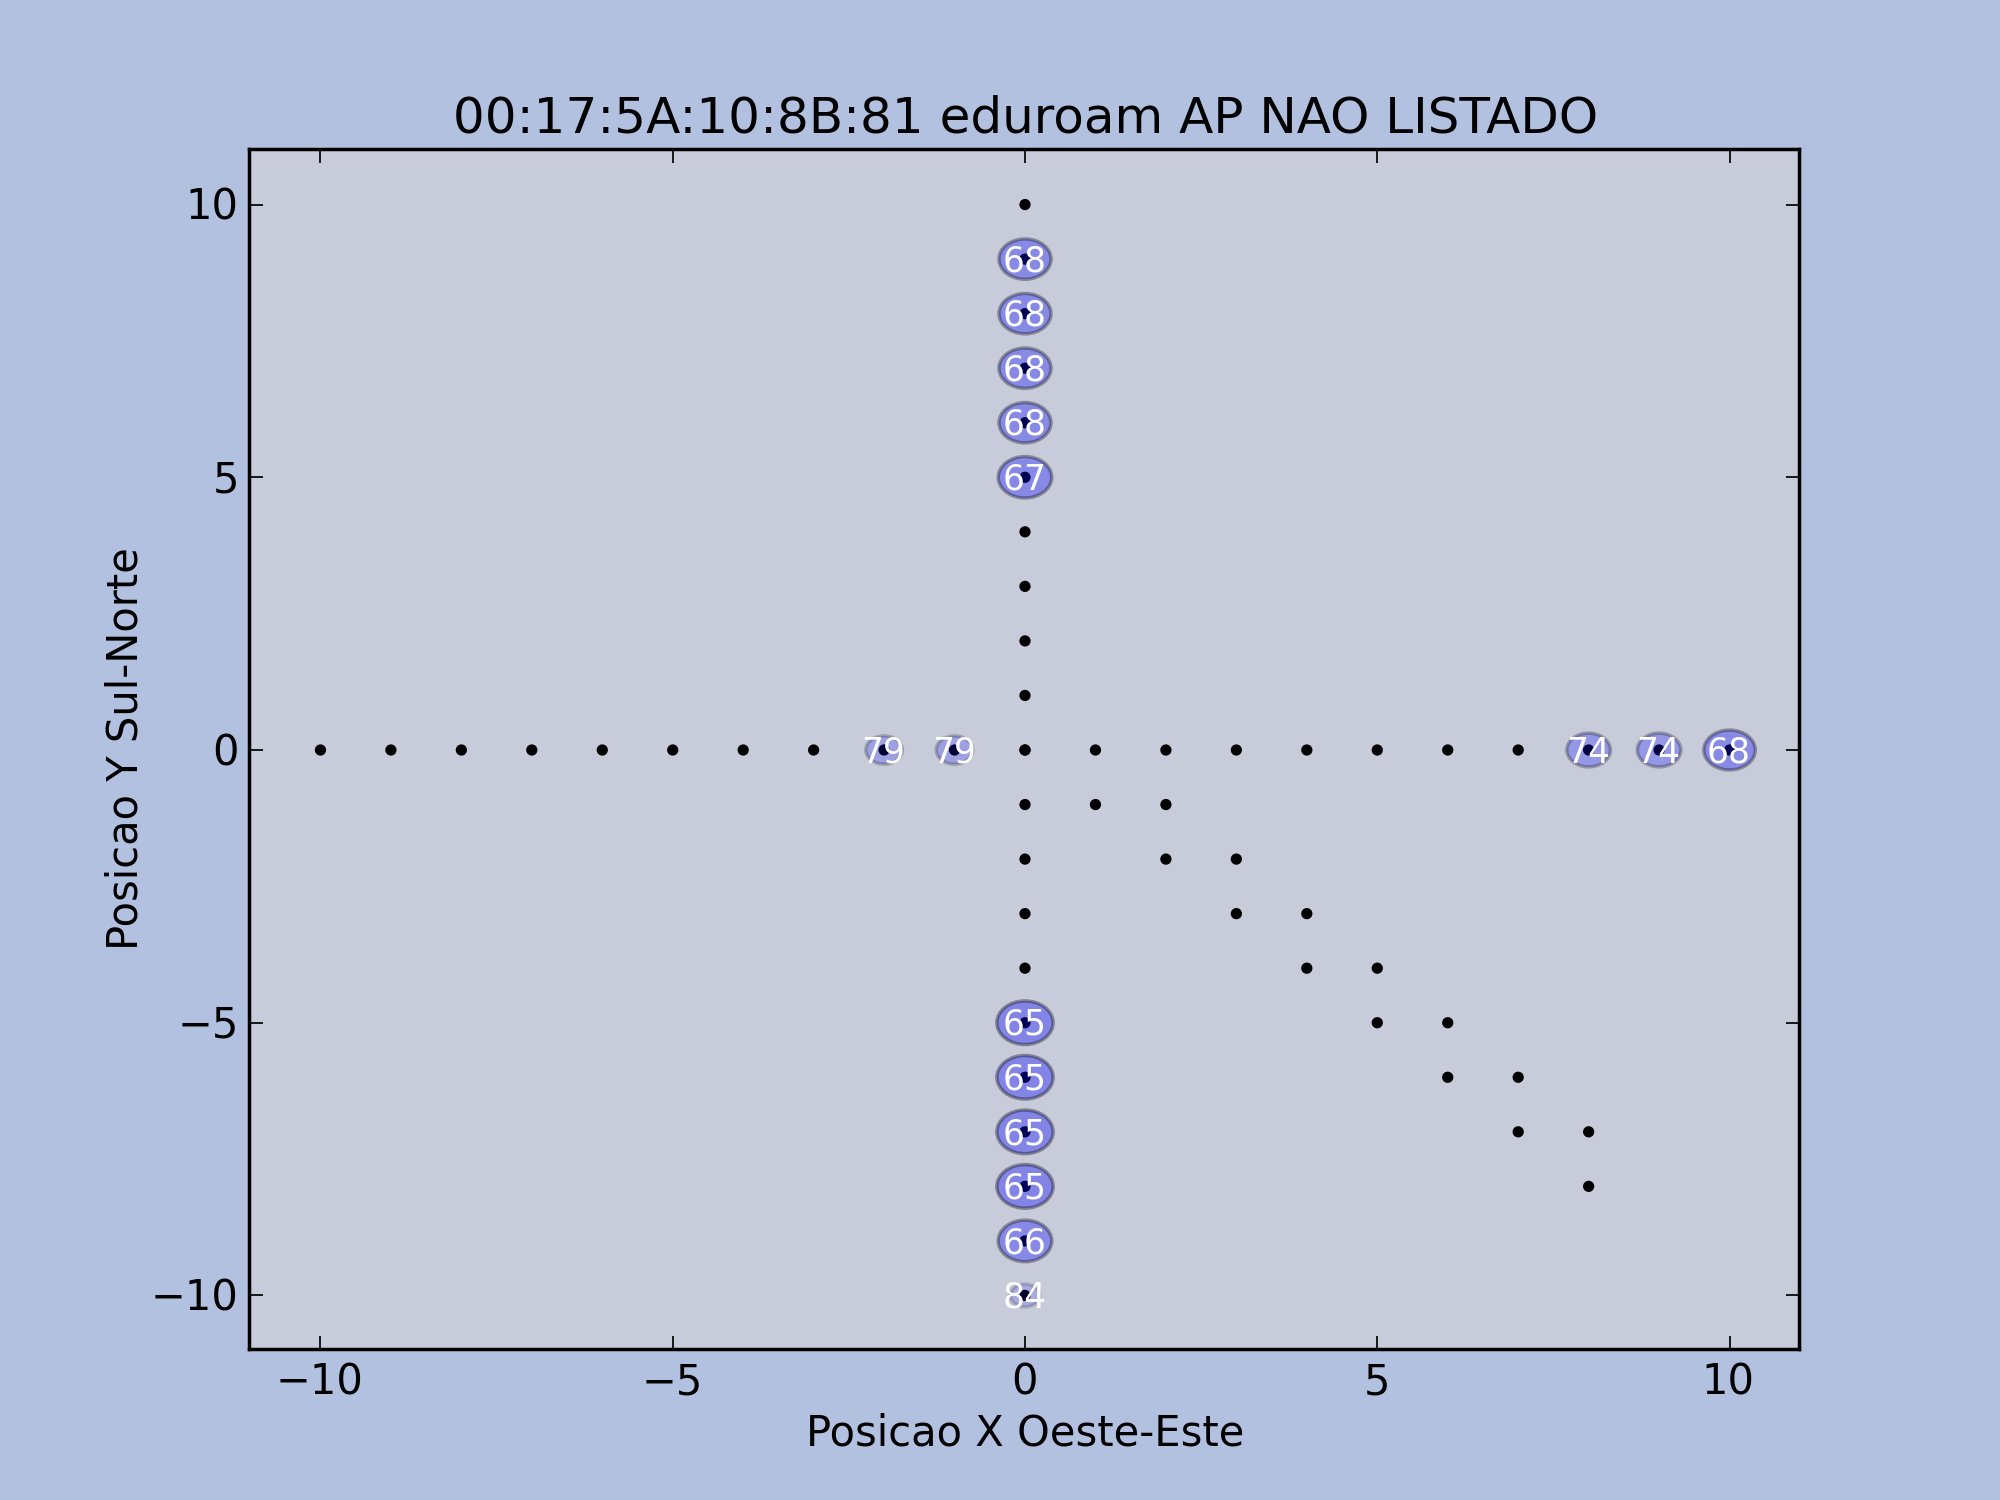 00:17:5A:10:8B:81 eduroam AP NAO LISTADO
10
68
68
68
68
5 67
Posicao Y Sul-Norte
0 79 79 74 74 68
−5 65
65
65
65
66
−10 84
−10 −5 0 5 10
Posicao X Oeste-Este